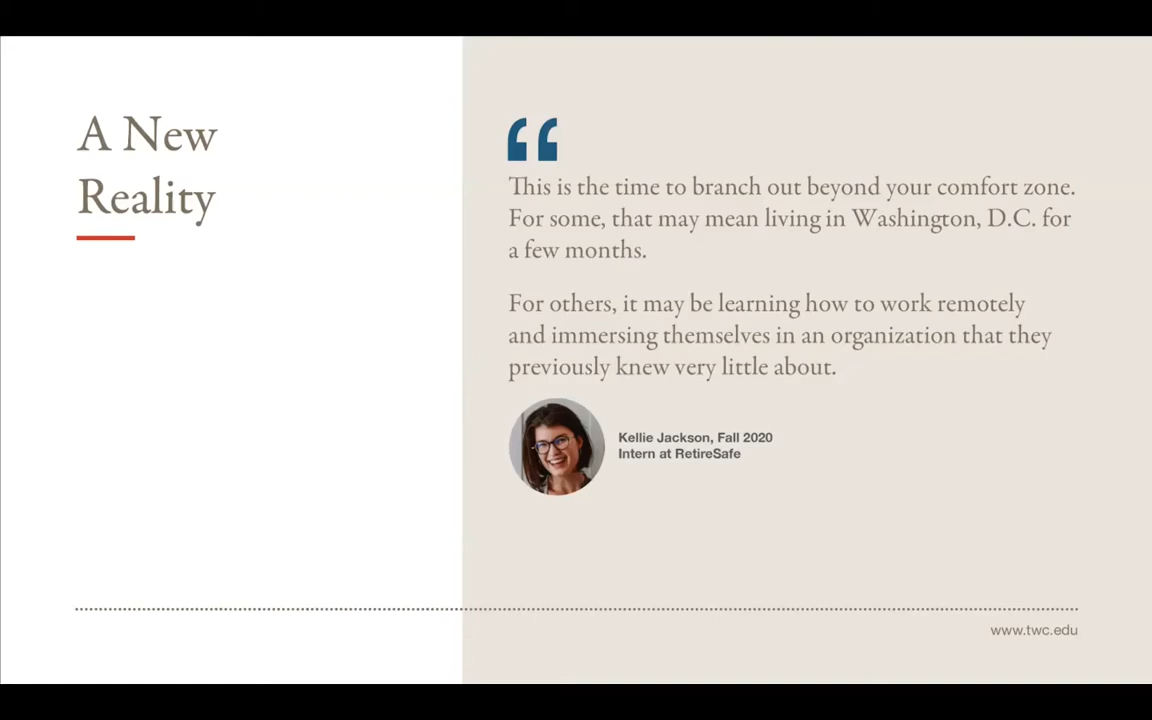 A New
Reality
“
This is the time to branch out beyond your comfort zone.
For some, that may mean living in Washington, D.C. for
a few months.
For others, it may be learning how to work remotely
and immersing themselves in an organization that they
previously knew very little about.
Kellie Jackson, Fall 2020
Intern at RetireSafe
www.twc.edu